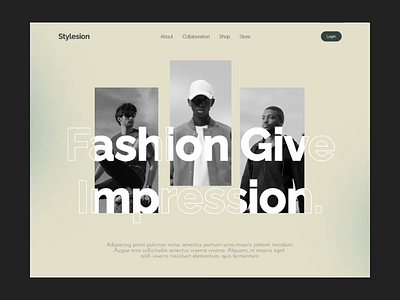 Stylesion
About Collaboration Shop Store Login
Fashion Give
Impression.
Adipiscing proin pulvinar netus senectus pretium urna mauris potenti tincidunt.
Augue eros sollicitudin senectus viverra viverra. Aliquam, in mauris eget
nibh viverra tincidunt elementum, quis fermentum.